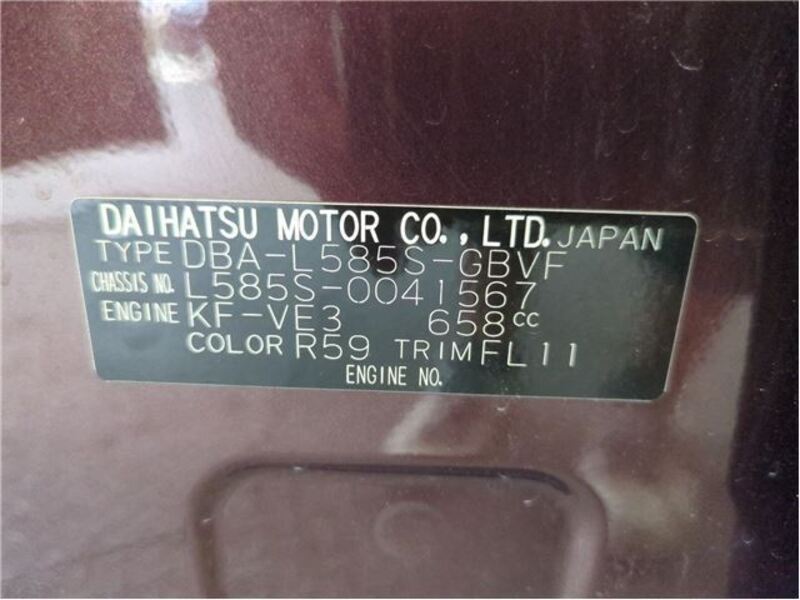 DAIHATSU MOTOR CO., LTD. JAPAN
TYPE DBA-L585S-GBVF
CHASSIS NO. L585S-0041567
ENGINE KF-VE3 658cc
COLOR R59 TRIM FL11
ENGINE NO.